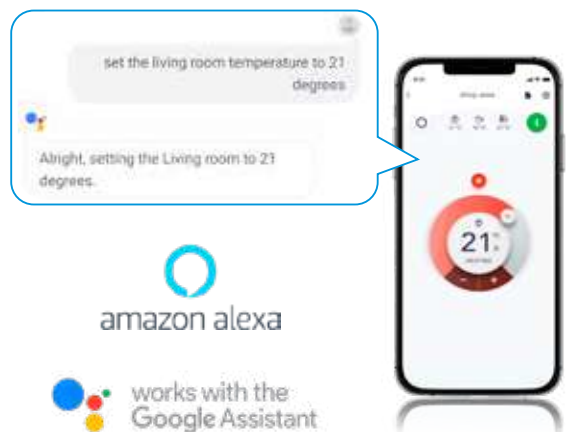 set the living room temperature to 21
degrees
Alright, setting the Living room to 21
degrees.
21
amazon alexa
works with the
Google Assistant